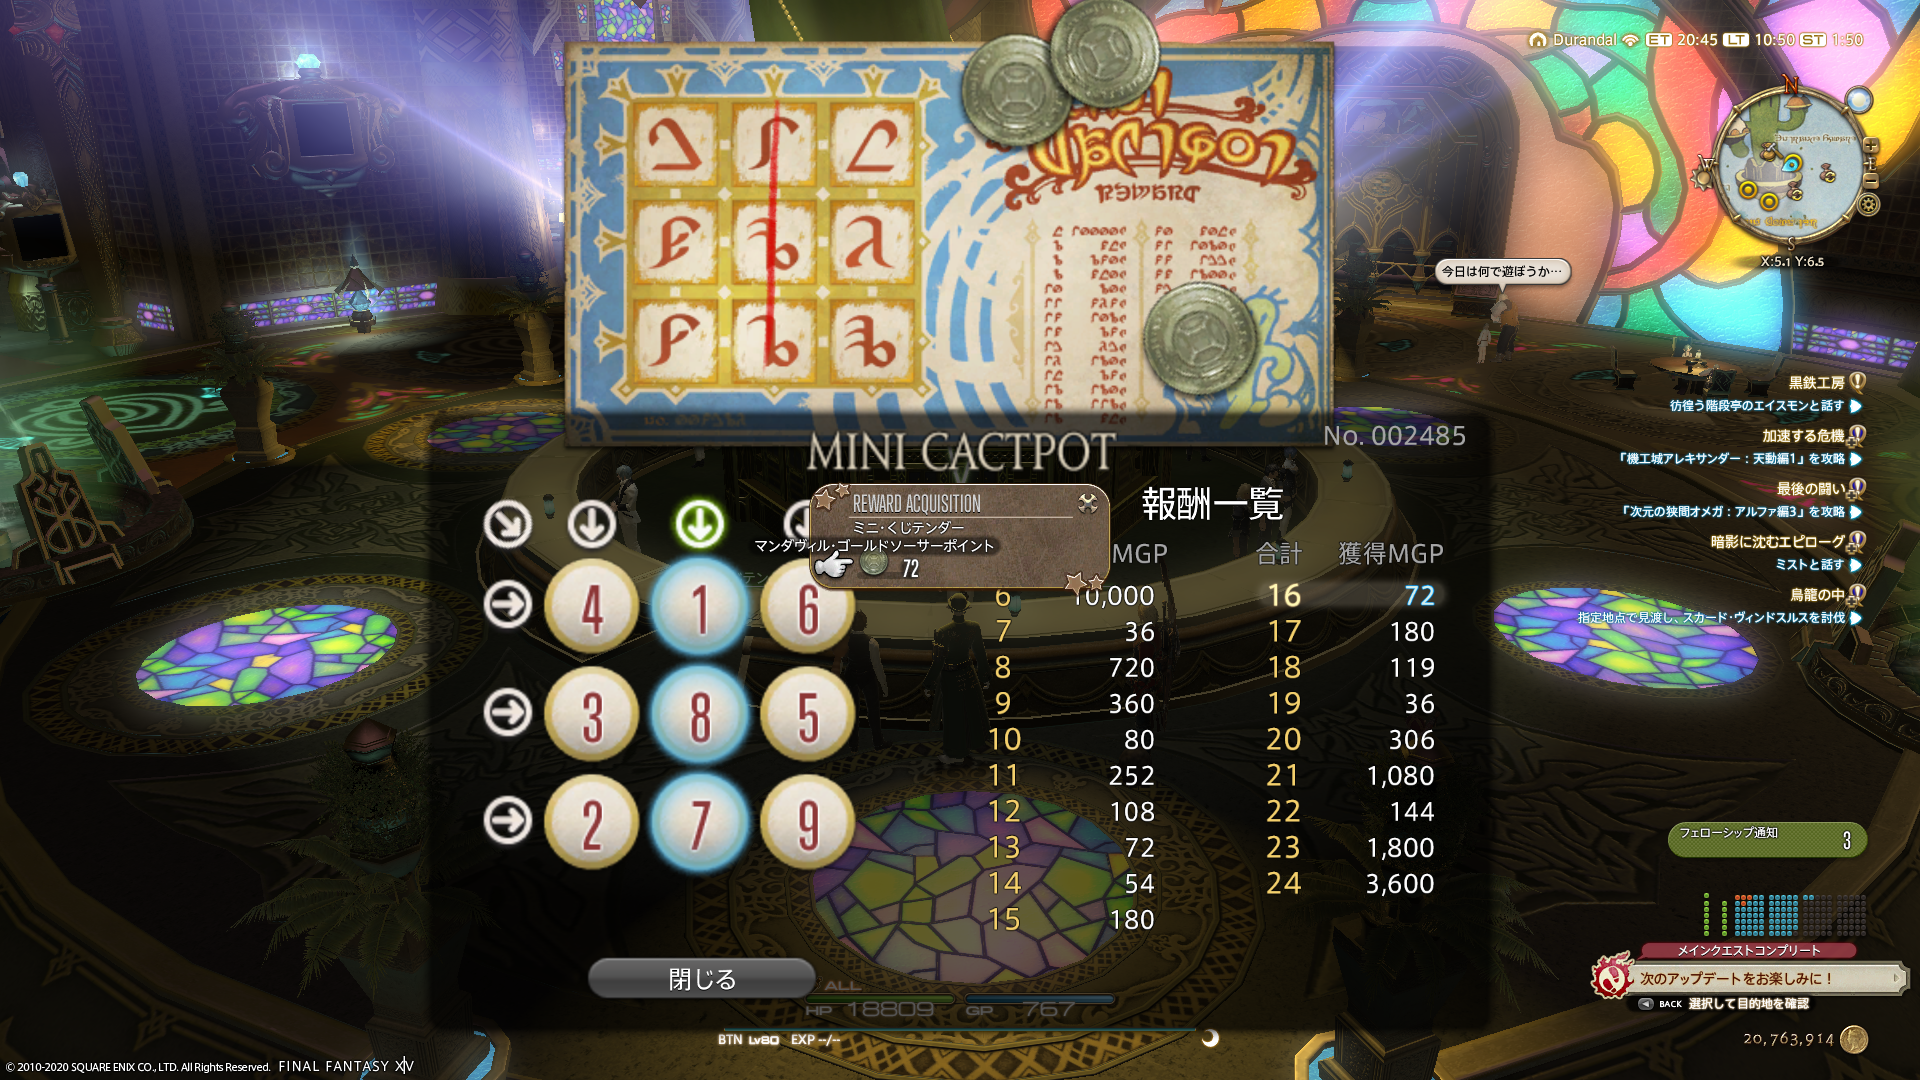 Durandal ET 20:45 LT 10:50 ST 1:50
N
X:5.1 Y:6.5
今日は何で遊ぼうか…
No. 002485
MINI CACTPOT
REWARD ACQUISITION
ミニ・くじテンダー
マンダヴィル・ゴールドソーサーポイント
72
報酬一覧
MGP 合計 獲得MGP
4 1 6
3 8 5
2 7 9
6 10,000 16 72
7 36 17 180
8 720 18 119
9 360 19 36
10 80 20 306
11 252 21 1,080
12 108 22 144
13 72 23 1,800
14 54 24 3,600
15 180
閉じる
ALL
HP 18809 GP 767
BTN Lv80 EXP --/--
黒鉄工房
彷徨う階段亭のエイスモンと話す
加速する危機
「機工城アレキサンダー：天動編1」を攻略
最後の闘い
「次元の狭間オメガ：アルファ編3」を攻略
暗影に沈むエピローグ
ミストと話す
烏龍の中
指定地点で見渡し、スカード・ヴィンドスルスを討伐
フェローシップ通知 3
メインクエストコンプリート
次のアップデートをお楽しみに！
BACK 選択して目的地を確認
20,763,914
© 2010-2020 SQUARE ENIX CO., LTD. All Rights Reserved. FINAL FANTASY XIV